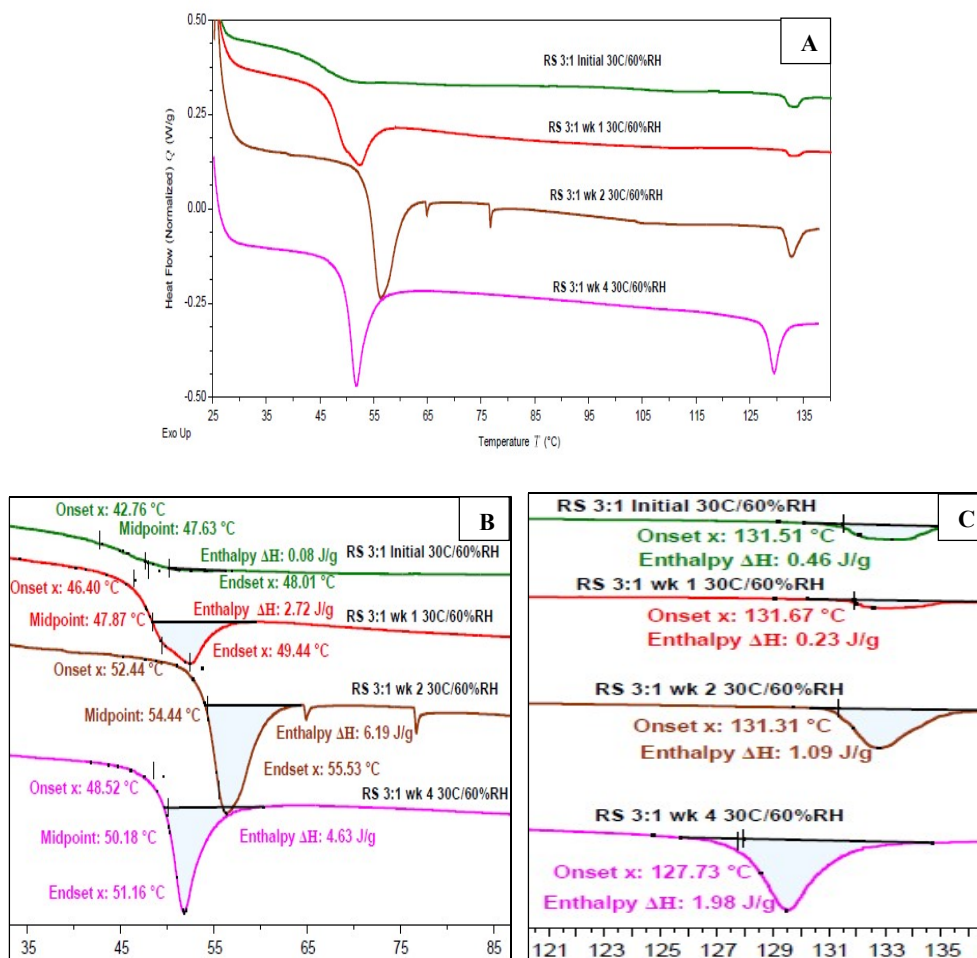 A
0.50
0.25
0.00
-0.25
-0.50
Heat Flow (Normalized) Q (W/g)
RS 3:1 Initial 30C/60%RH
RS 3:1 wk 1 30C/60%RH
RS 3:1 wk 2 30C/60%RH
RS 3:1 wk 4 30C/60%RH
25 35 45 55 65 75 85 95 105 115 125 135
Exo Up
Temperature T (°C)
B
Onset x: 42.76 °C
Midpoint: 47.63 °C
Enthalpy ΔH: 0.08 J/g
RS 3:1 Initial 30C/60%RH
Endset x: 48.01 °C
Onset x: 46.40 °C
Enthalpy ΔH: 2.72 J/g
RS 3:1 wk 1 30C/60%RH
Midpoint: 47.87 °C
Endset x: 49.44 °C
Onset x: 52.44 °C
RS 3:1 wk 2 30C/60%RH
Midpoint: 54.44 °C
Enthalpy ΔH: 6.19 J/g
Endset x: 55.53 °C
Onset x: 48.52 °C
RS 3:1 wk 4 30C/60%RH
Midpoint: 50.18 °C
Enthalpy ΔH: 4.63 J/g
Endset x: 51.16 °C
35 45 55 65 75 85
C
RS 3:1 Initial 30C/60%RH
Onset x: 131.51 °C
Enthalpy ΔH: 0.46 J/g
RS 3:1 wk 1 30C/60%RH
Onset x: 131.67 °C
Enthalpy ΔH: 0.23 J/g
RS 3:1 wk 2 30C/60%RH
Onset x: 131.31 °C
Enthalpy ΔH: 1.09 J/g
RS 3:1 wk 4 30C/60%RH
Onset x: 127.73 °C
Enthalpy ΔH: 1.98 J/g
121 123 125 127 129 131 133 135